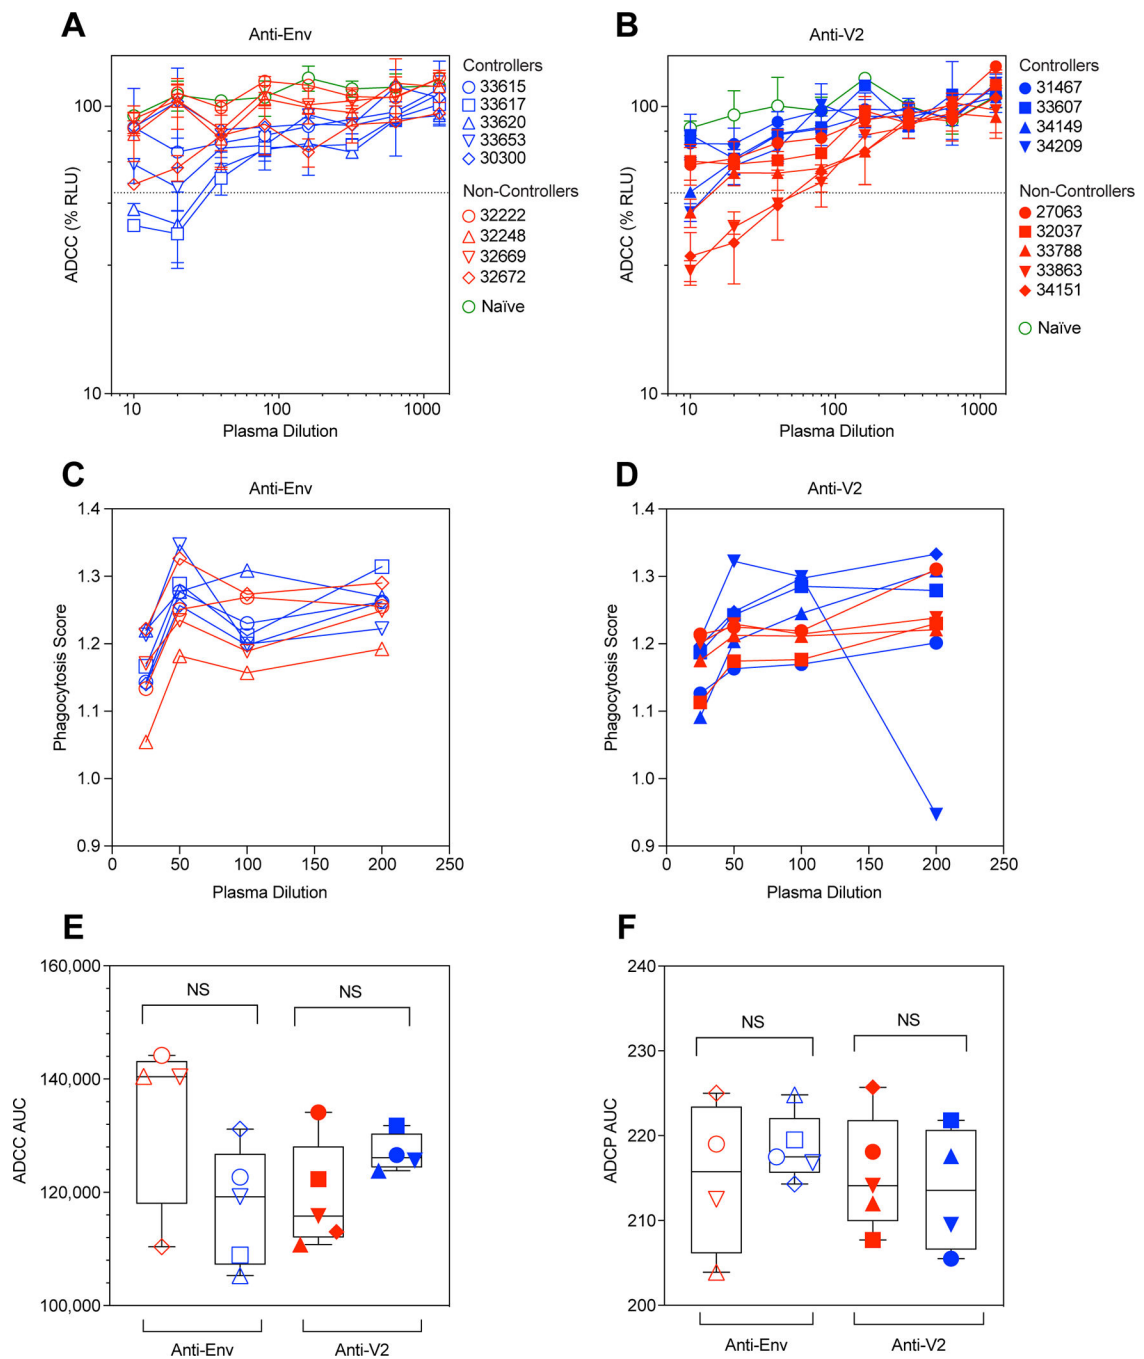 A
Anti-Env
ADCC (% RLU)
100
10
10
100
1000
Plasma Dilution
Controllers
33615
33617
33620
33653
30300
Non-Controllers
32222
32248
32669
32672
Naïve
B
Anti-V2
ADCC (% RLU)
100
10
10
100
1000
Plasma Dilution
Controllers
31467
33607
34149
34209
Non-Controllers
27063
32037
33788
33863
34151
Naïve
C
Anti-Env
Phagocytosis Score
1.4
1.3
1.2
1.1
1.0
0.9
0 50 100 150 200 250
Plasma Dilution
D
Anti-V2
Phagocytosis Score
1.4
1.3
1.2
1.1
1.0
0.9
0 50 100 150 200 250
Plasma Dilution
E
ADCC AUC
160,000
140,000
120,000
100,000
NS
NS
Anti-Env
Anti-V2
F
ADCP AUC
240
230
220
210
200
NS
NS
Anti-Env
Anti-V2